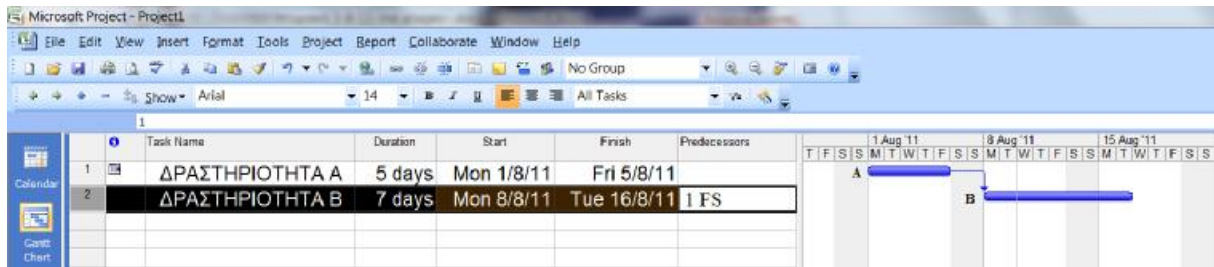 Microsoft Project - Project1
File Edit View Insert Format Tools Project Report Collaborate Window Help
No Group
Show Arial 14 B I U All Tasks
1
Task Name Duration Start Finish Predecessors 1 Aug '11 8 Aug '11 15 Aug '11
T F S S M T W T F S S M T W T F S S M T W T F S S
1 ΔΡΑΣΤΗΡΙΟΤΗΤΑ Α 5 days Mon 1/8/11 Fri 5/8/11 A
2 ΔΡΑΣΤΗΡΙΟΤΗΤΑ Β 7 days Mon 8/8/11 Tue 16/8/11 1 FS B
Calendar
Gantt
Chart